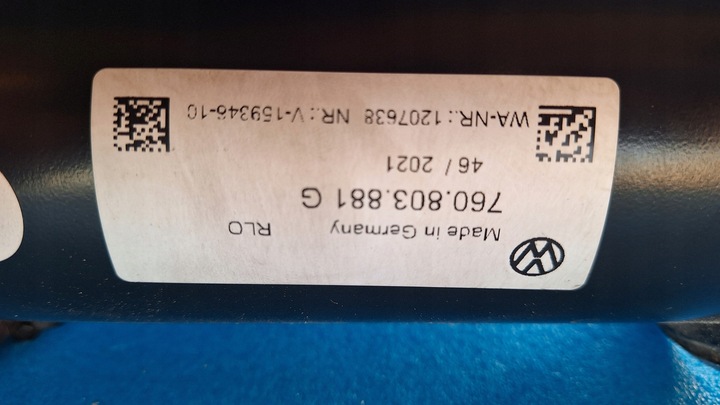 Made in Germany RLO
760.803.881 G
46 / 2021
WA-NR.: 1207638 NR.: V-159346-10